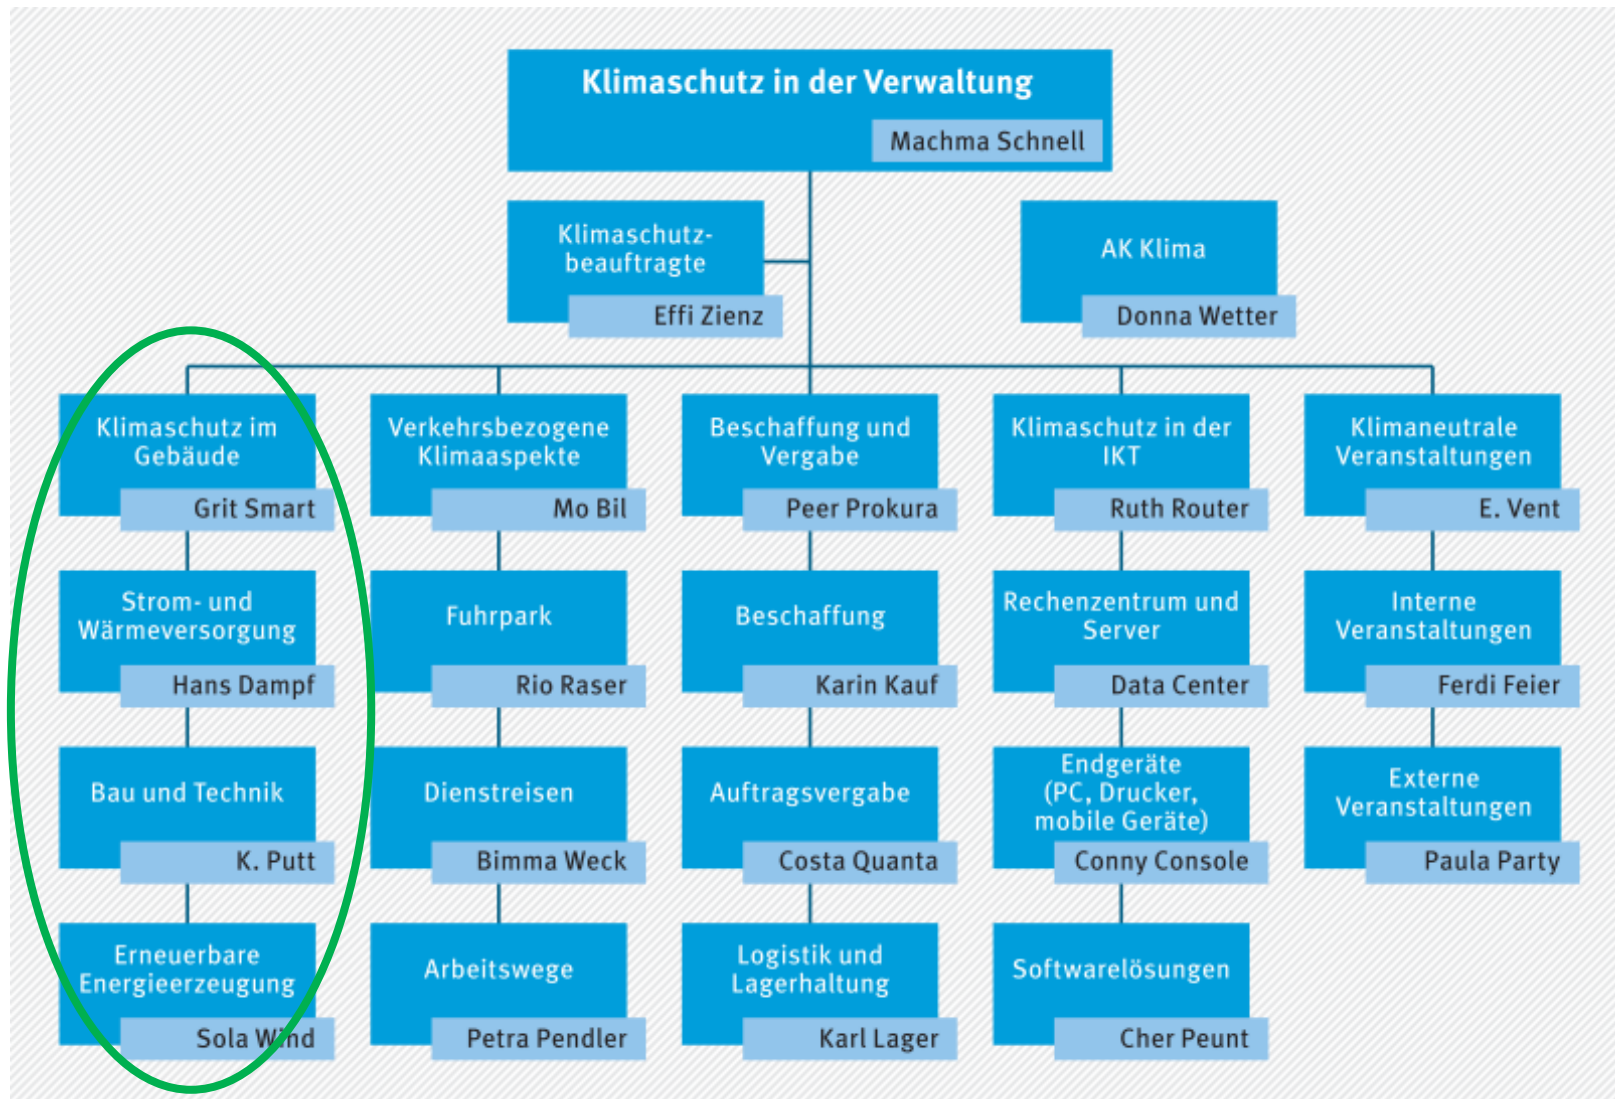 Klimaschutz in der Verwaltung
Machma Schnell
Klimaschutz-
beauftragte
Effi Zienz
AK Klima
Donna Wetter
Klimaschutz im
Gebäude
Grit Smart
Verkehrsbezogene
Klimaaspekte
Mo Bil
Beschaffung und
Vergabe
Peer Prokura
Klimaschutz in der
IKT
Ruth Router
Klimaneutrale
Veranstaltungen
E. Vent
Strom- und
Wärmeversorgung
Hans Dampf
Fuhrpark
Rio Raser
Beschaffung
Karin Kauf
Rechenzentrum und
Server
Data Center
Interne
Veranstaltungen
Ferdi Feier
Bau und Technik
K. Putt
Dienstreisen
Bimma Weck
Auftragsvergabe
Costa Quanta
Endgeräte
(PC, Drucker,
mobile Geräte)
Conny Console
Externe
Veranstaltungen
Paula Party
Erneuerbare
Energieerzeugung
Sola Wind
Arbeitswege
Petra Pendler
Logistik und
Lagerhaltung
Karl Lager
Softwarelösungen
Cher Peunt